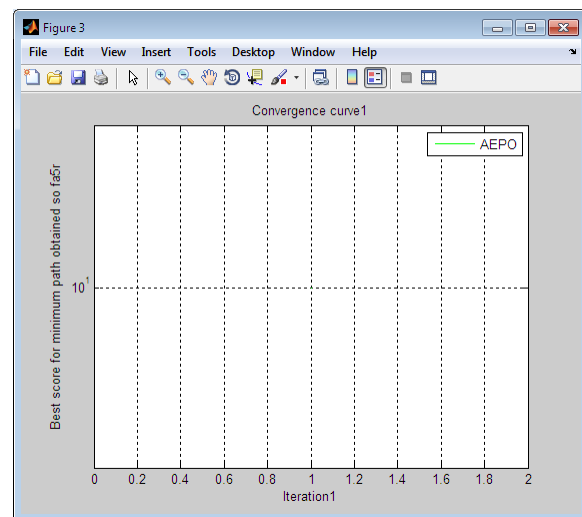 Figure 3
File Edit View Insert Tools Desktop Window Help
Convergence curve1
AEPO
Best score for minimum path obtained so fa5r
10^1
0 0.2 0.4 0.6 0.8 1 1.2 1.4 1.6 1.8 2
Iteration1